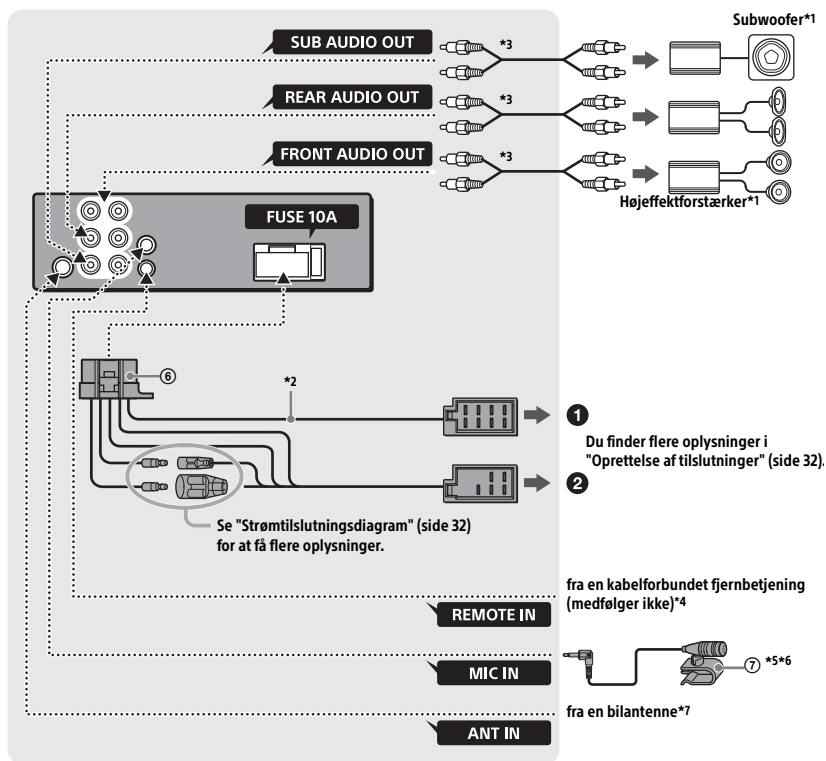 Subwoofer*1
SUB AUDIO OUT
*3
REAR AUDIO OUT
*3
FRONT AUDIO OUT
*3
Højeffektforstærker*1
FUSE 10A
⑥
*2
❶
Du finder flere oplysninger i
"Oprettelse af tilslutninger" (side 32).
❷
Se "Strømtilslutningsdiagram" (side 32)
for at få flere oplysninger.
fra en kabelforbundet fjernbetjening
(medfølger ikke)*4
REMOTE IN
⑦ *5*6
MIC IN
fra en bilantenne*7
ANT IN